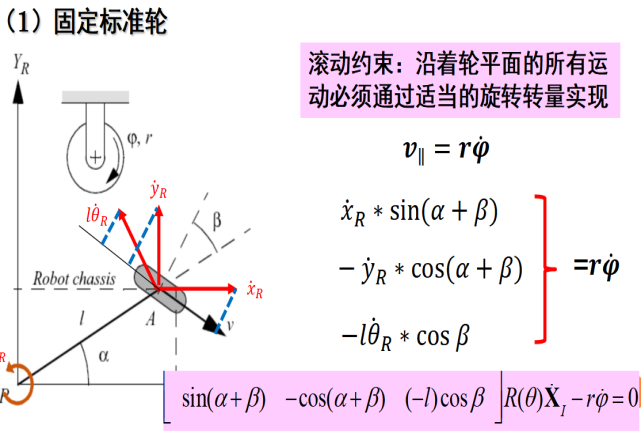 （1）固定标准轮
滚动约束：沿着轮平面的所有运
动必须通过适当的旋转转量实现
Y_R
φ, r
v_∥ = rφ̇
ẏ_R
lθ̇_R
β
ẋ_R * sin(α + β)
− ẏ_R * cos(α + β)
=rφ̇
−lθ̇_R * cos β
Robot chassis
ẋ_R
l
A
v
α
R
P
[ sin(α+β) −cos(α+β) (−l)cos β ]R(θ)Ẋ_I − rφ̇ = 0